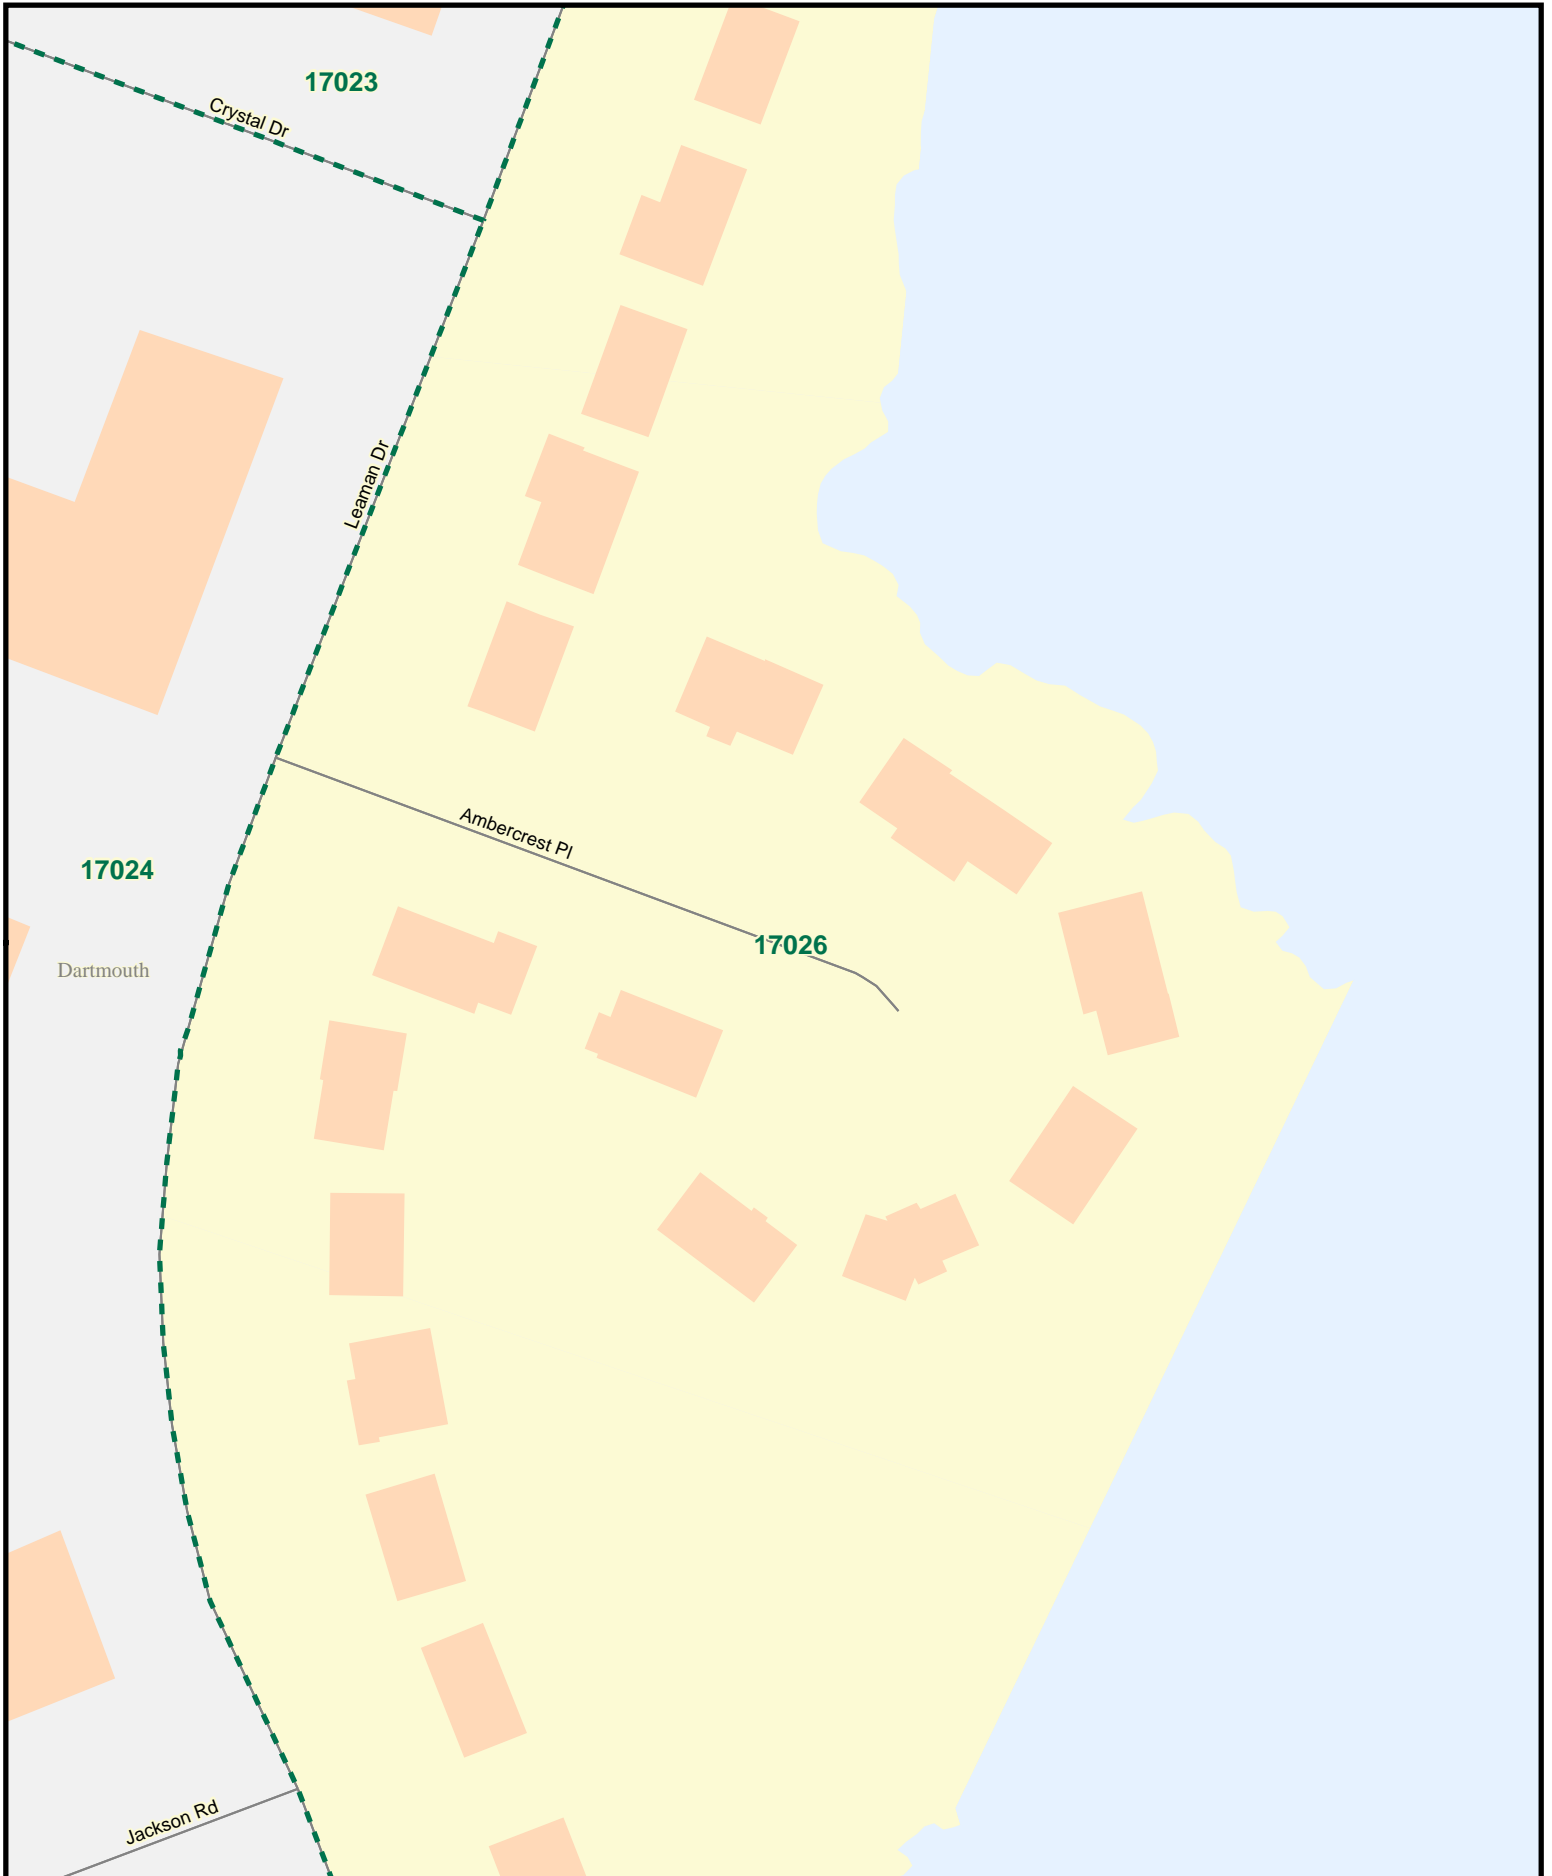 17023
Crystal Dr
Leaman Dr
Ambercrest Pl
17024
17026
Dartmouth
Jackson Rd